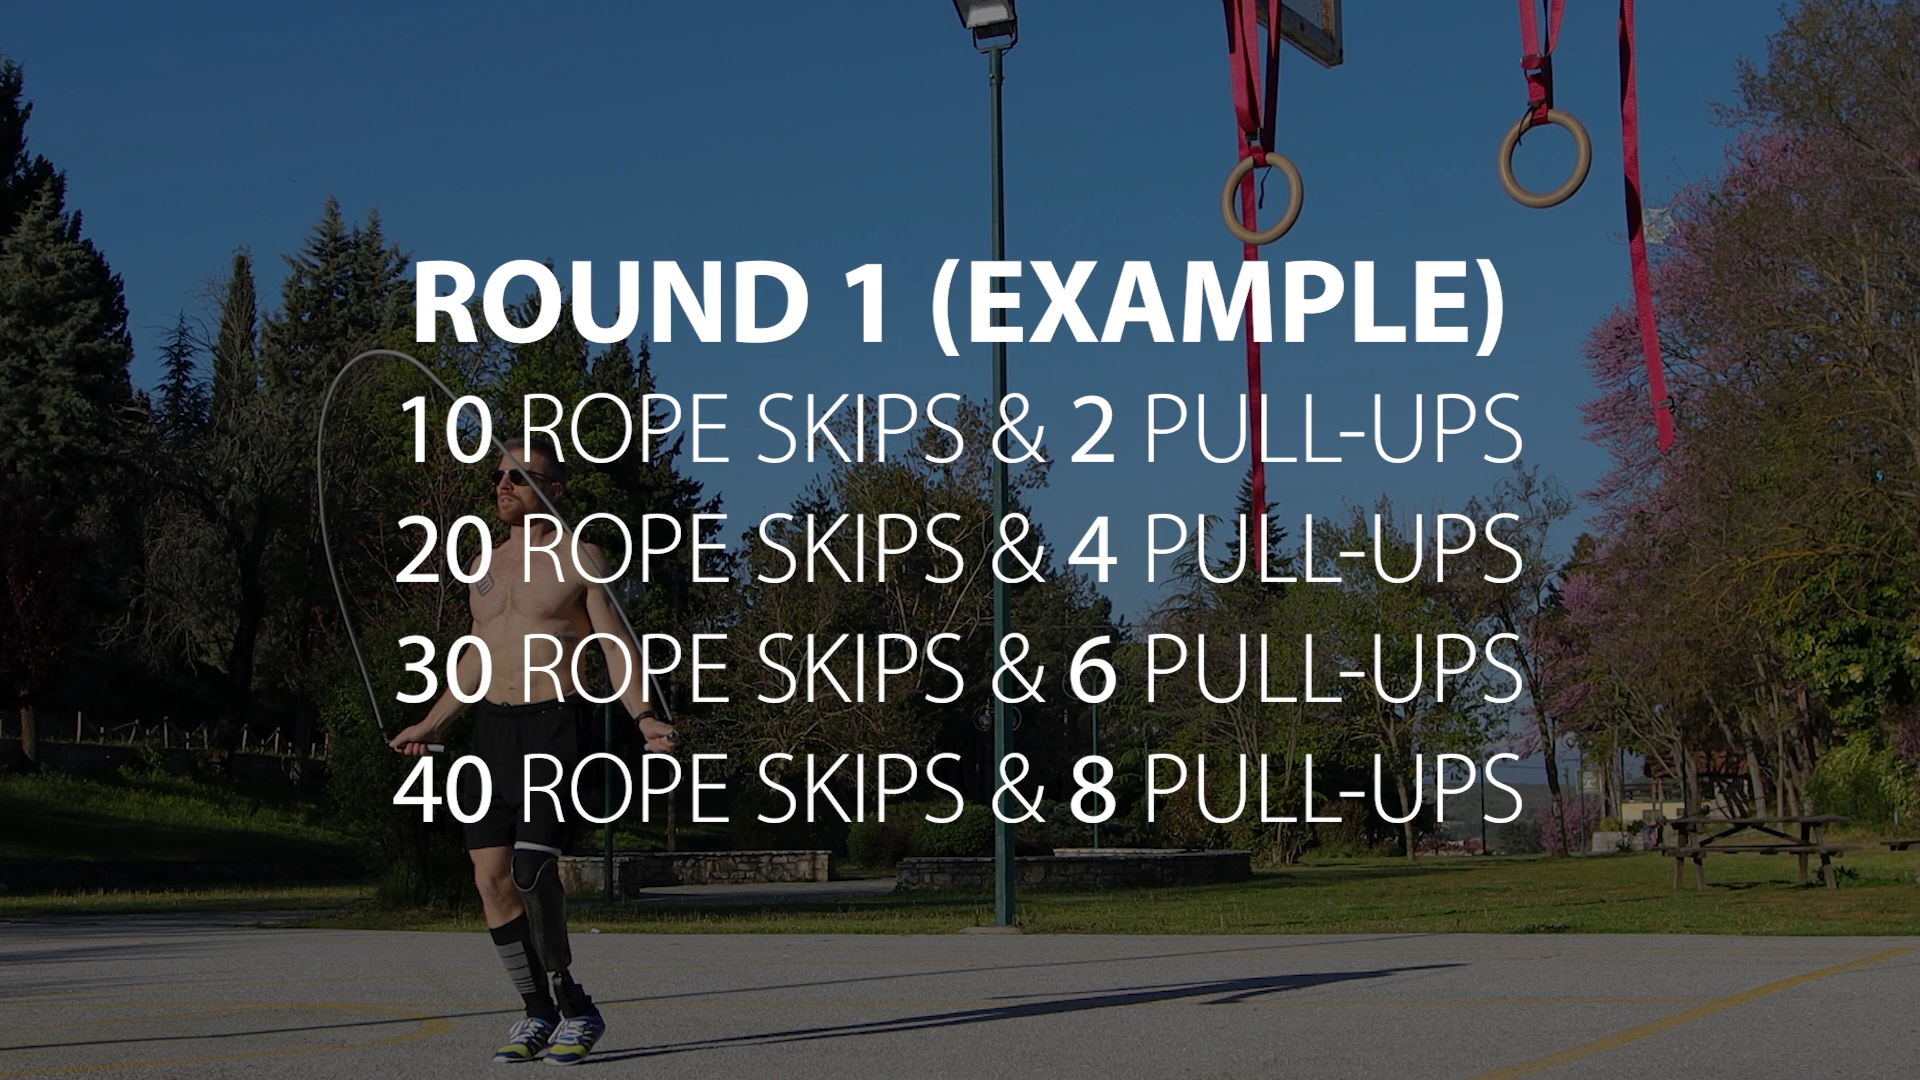 ROUND 1 (EXAMPLE)
10 ROPE SKIPS & 2 PULL-UPS
20 ROPE SKIPS & 4 PULL-UPS
30 ROPE SKIPS & 6 PULL-UPS
40 ROPE SKIPS & 8 PULL-UPS